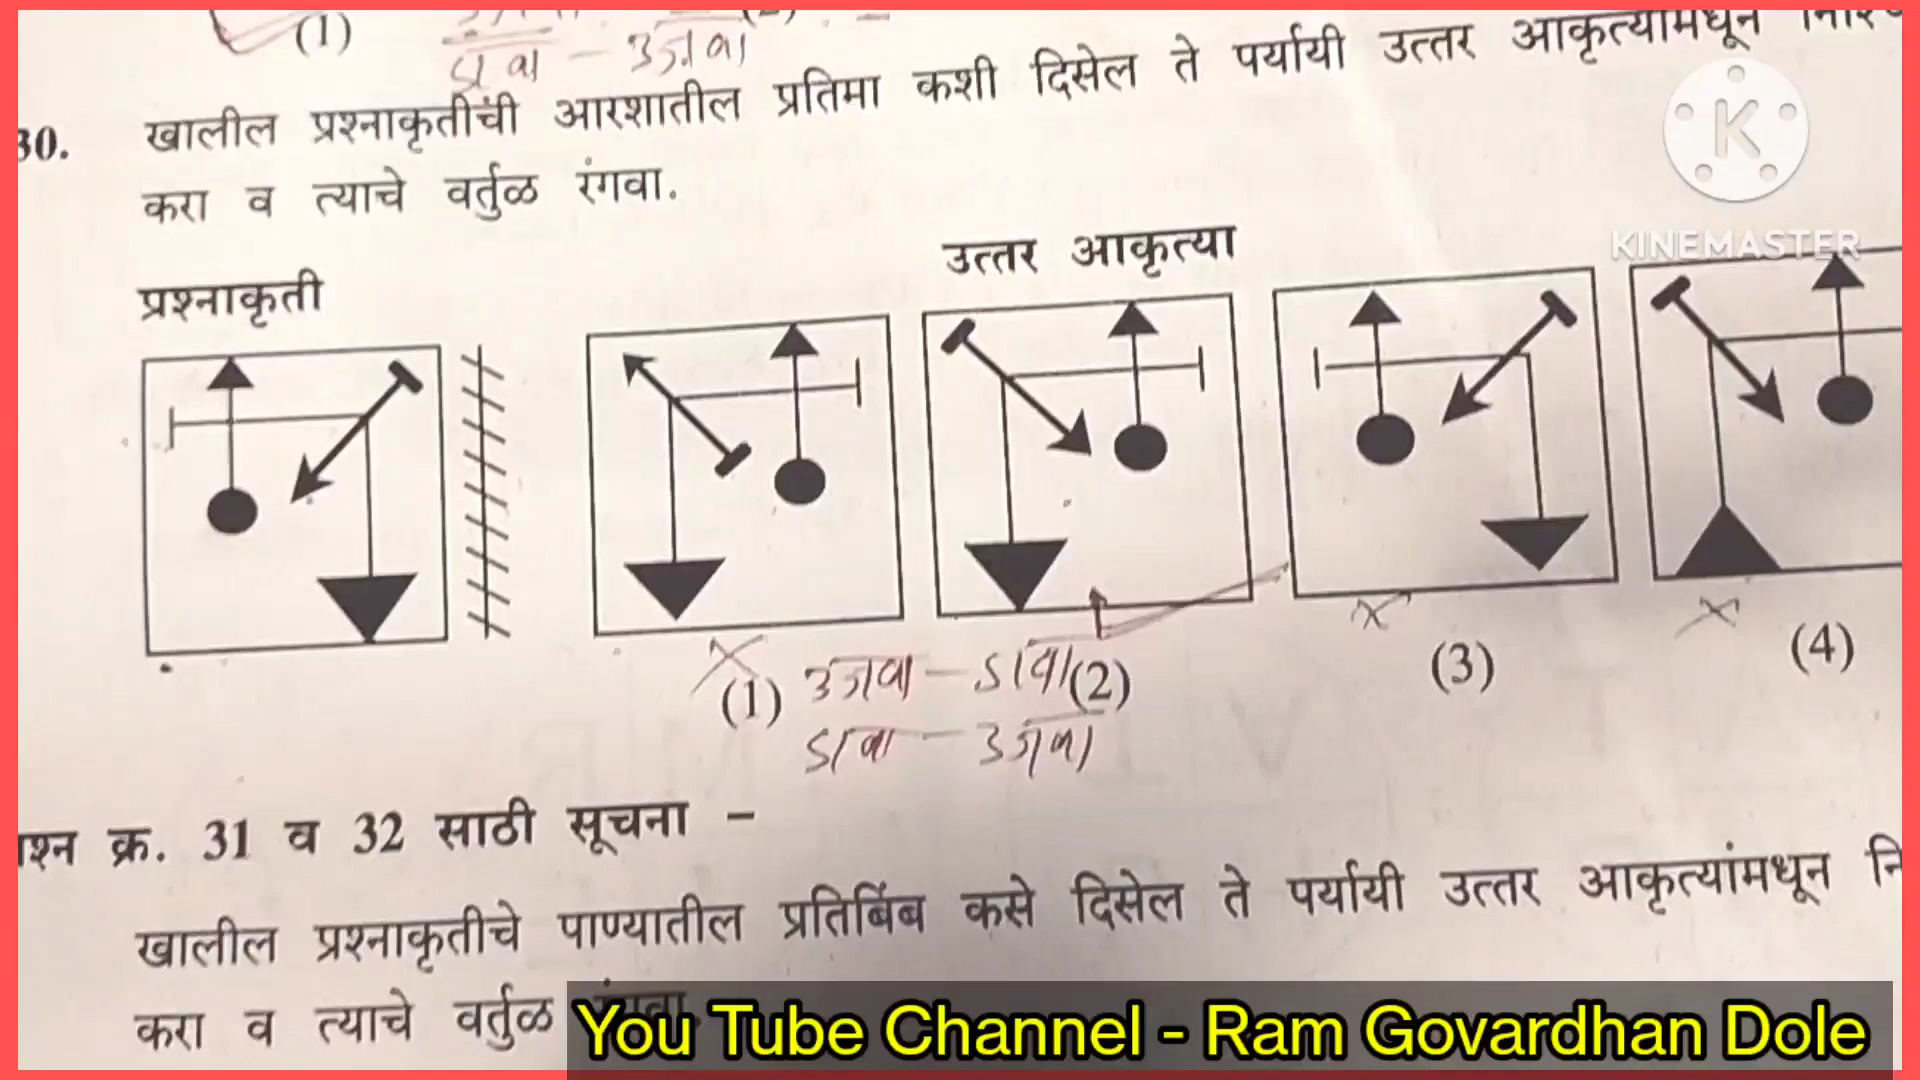 (1)
डावा - उजवा
30. खालील प्रश्नाकृतीची आरशातील प्रतिमा कशी दिसेल ते पर्यायी उत्तर आकृत्यामधून
करा व त्याचे वर्तुळ रंगवा.
K
KINEMASTER
प्रश्नाकृती
उत्तर आकृत्या
(1) (2) (3) (4)
उजवा - डावा
डावा - उजवा
प्रश्न क्र. 31 व 32 साठी सूचना -
खालील प्रश्नाकृतीचे पाण्यातील प्रतिबिंब कसे दिसेल ते पर्यायी उत्तर आकृत्यांमधून
करा व त्याचे वर्तुळ
You Tube Channel - Ram Govardhan Dole